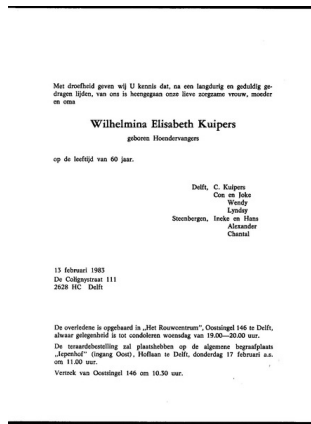 Met droefheid geven wij U kennis dat, na een langdurig en geduldig ge-
dragen lijden, van ons is heengegaan onze lieve zorgzame vrouw, moeder
en oma
Wilhelmina Elisabeth Kuipers
geboren Hoendervangers
op de leeftijd van 60 jaar.
Delft, C. Kuipers
Con en Joke
Wendy
Lyndsy
Steenbergen, Ineke en Hans
Alexander
Chantal
13 februari 1983
De Colignystraat 111
2628 HC Delft
De overledene is opgebaard in „Het Rouwcentrum”, Oostsingel 146 te Delft,
alwaar gelegenheid is tot condoleren woensdag van 19.00—20.00 uur.
De teraardebestelling zal plaatshebben op de algemene begraafplaats
„Iepenhof” (ingang Oost), Hoflaan te Delft, donderdag 17 februari a.s.
om 11.00 uur.
Vertrek van Oostsingel 146 om 10.30 uur.